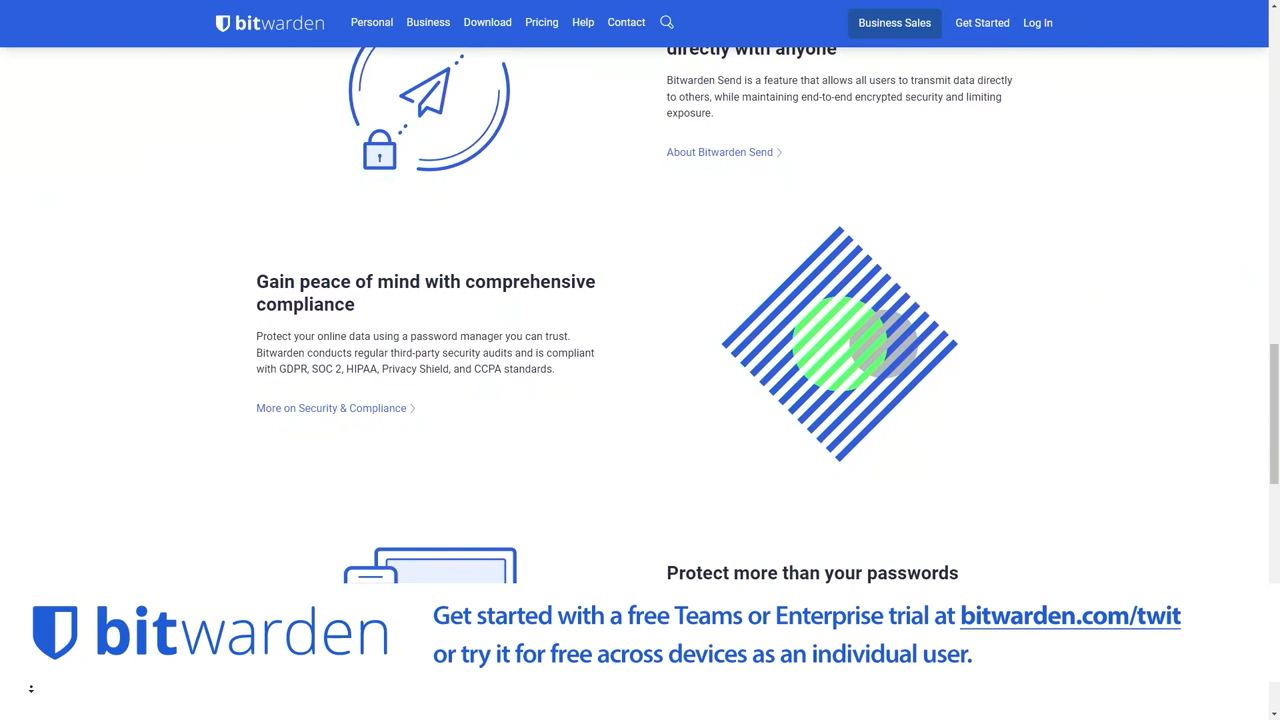 bitwarden
Personal
Business
Download
Pricing
Help
Contact
Business Sales
Get Started
Log In
directly with anyone
Bitwarden Send is a feature that allows all users to transmit data directly
to others, while maintaining end-to-end encrypted security and limiting
exposure.
About Bitwarden Send
Gain peace of mind with comprehensive
compliance
Protect your online data using a password manager you can trust.
Bitwarden conducts regular third-party security audits and is compliant
with GDPR, SOC 2, HIPAA, Privacy Shield, and CCPA standards.
More on Security & Compliance
Protect more than your passwords
bitwarden
Get started with a free Teams or Enterprise trial at bitwarden.com/twit
or try it for free across devices as an individual user.